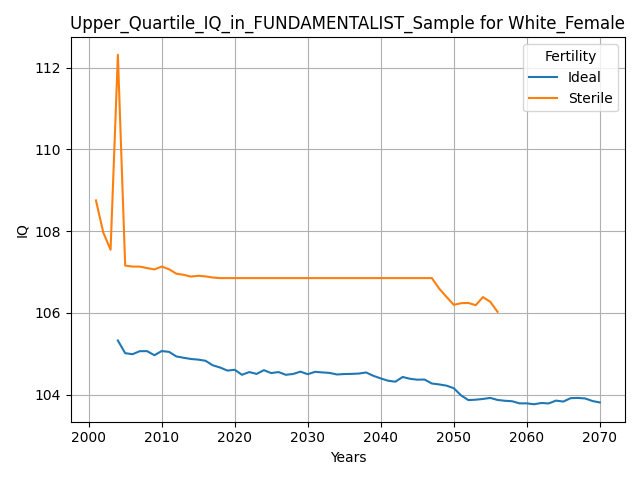 Upper_Quartile_IQ_in_FUNDAMENTALIST_Sample for White_Female
Fertility
Ideal
Sterile
112
110
108
106
104
IQ
2000 2010 2020 2030 2040 2050 2060 2070
Years